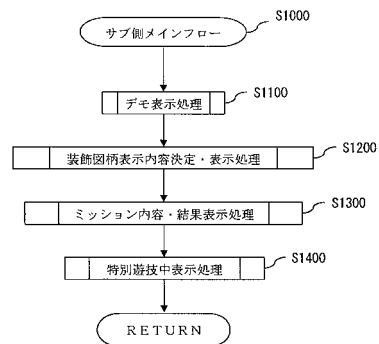 サブ側メインフロー
S1000
デモ表示処理
S1100
装飾図柄表示内容決定・表示処理
S1200
ミッション内容・結果表示処理
S1300
特別遊技中表示処理
S1400
RETURN